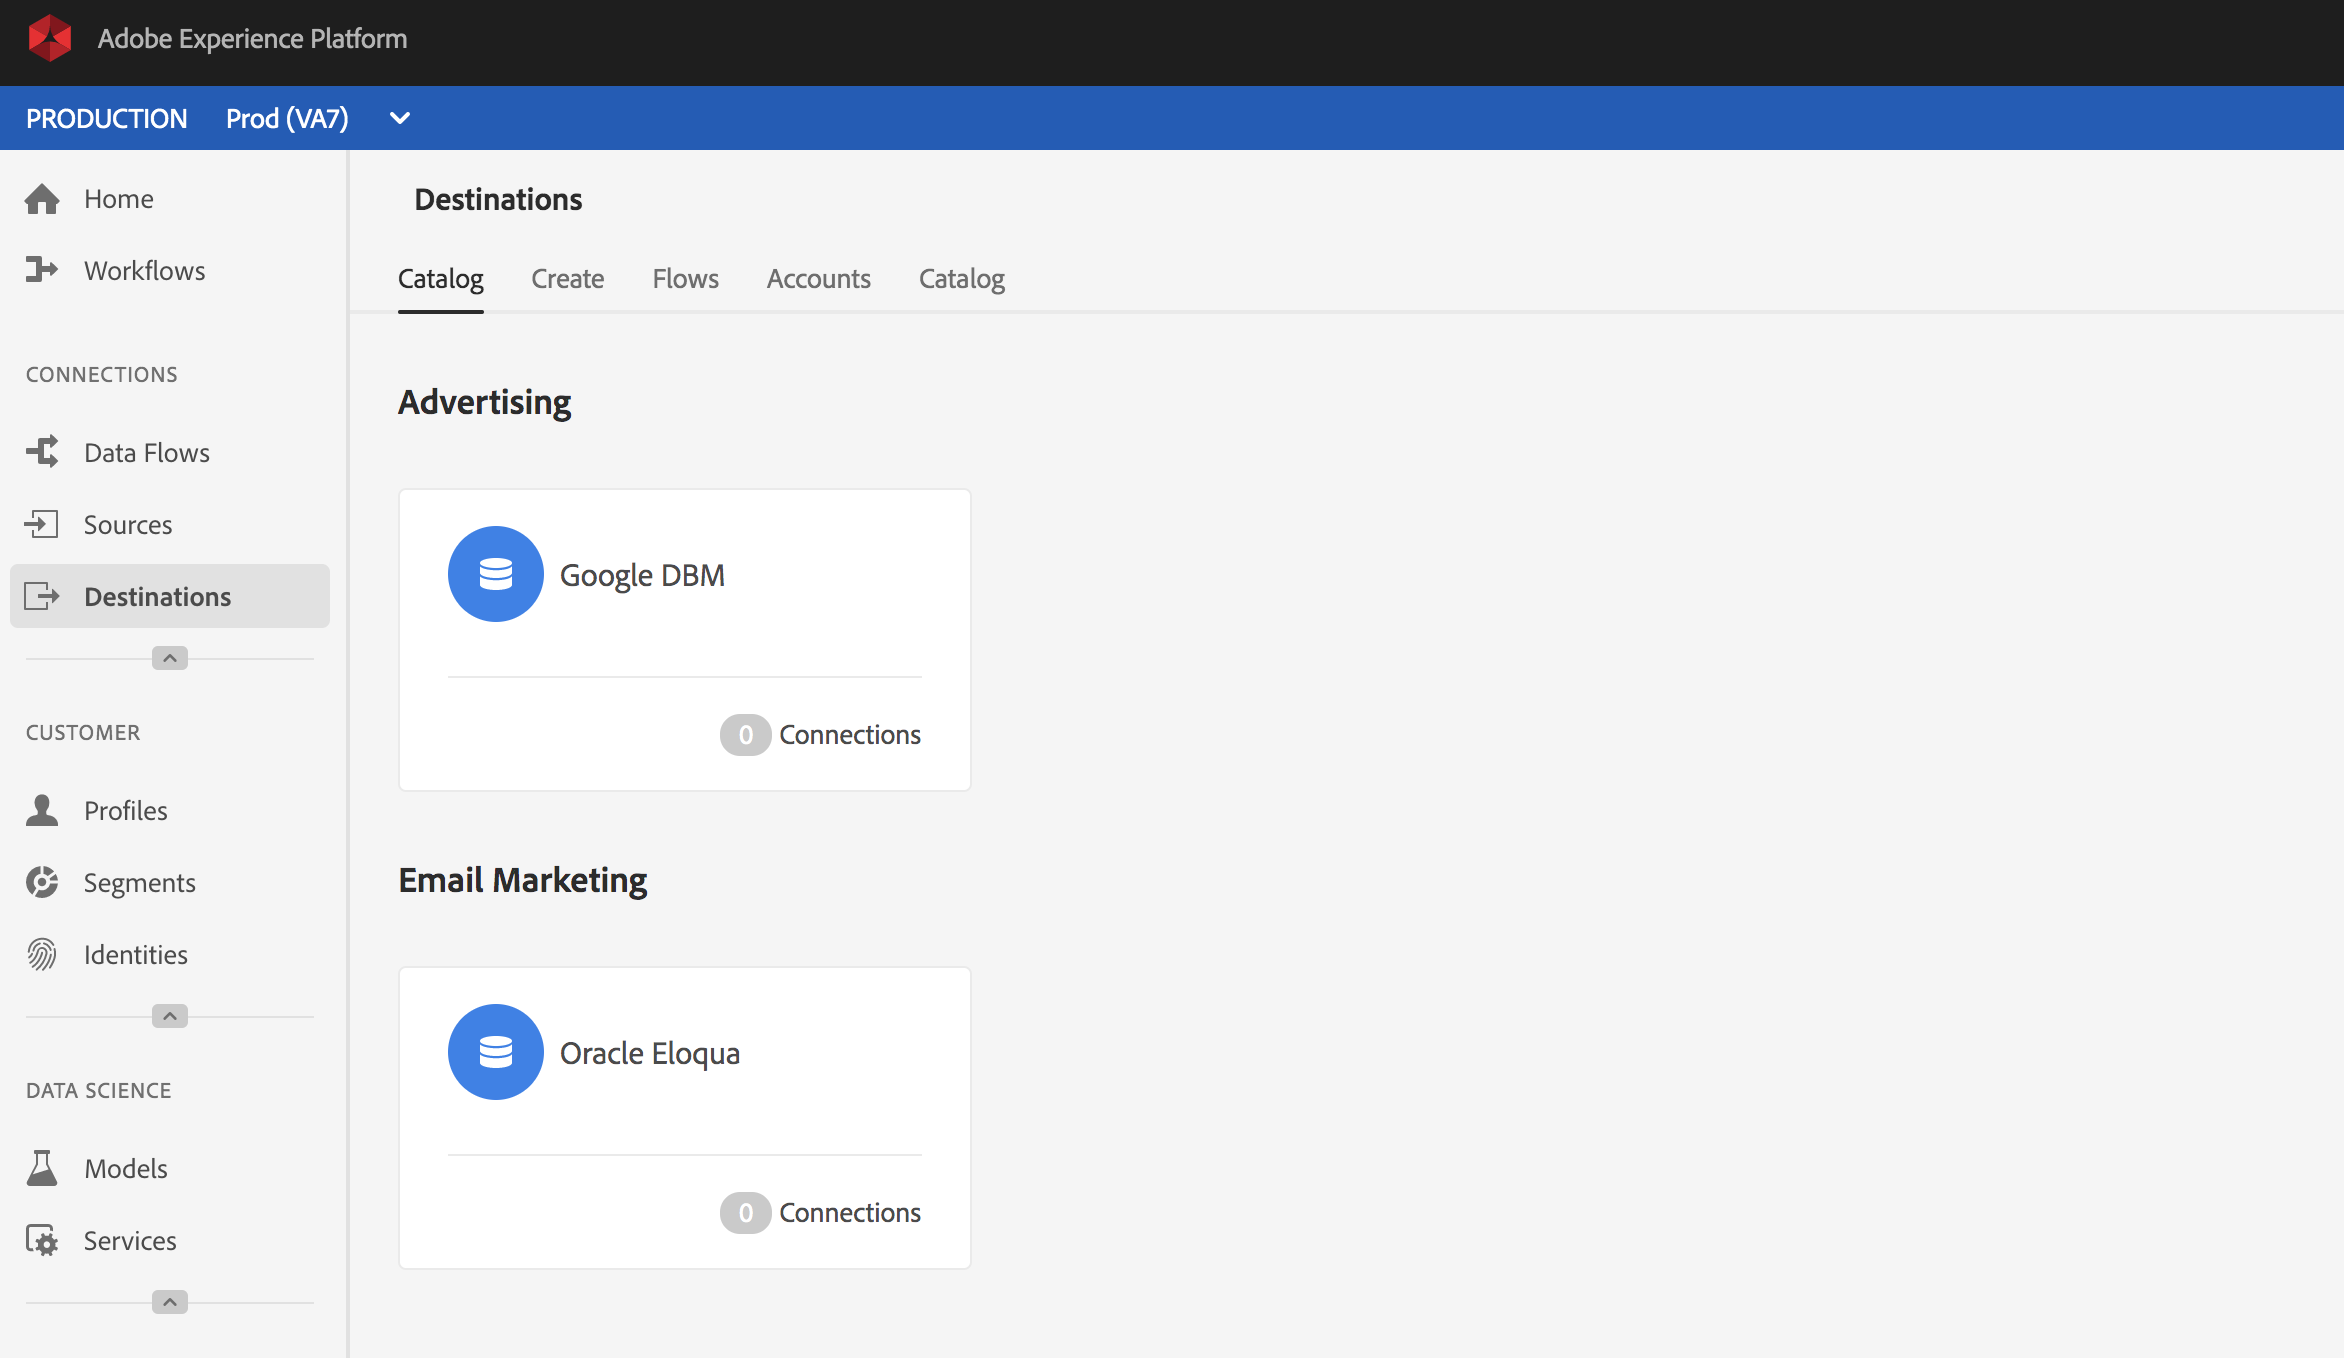 Adobe Experience Platform
PRODUCTION Prod (VA7)
Home
Workflows
CONNECTIONS
Data Flows
Sources
Destinations
CUSTOMER
Profiles
Segments
Identities
DATA SCIENCE
Models
Services
Destinations
Catalog Create Flows Accounts Catalog
Advertising
Google DBM
0 Connections
Email Marketing
Oracle Eloqua
0 Connections